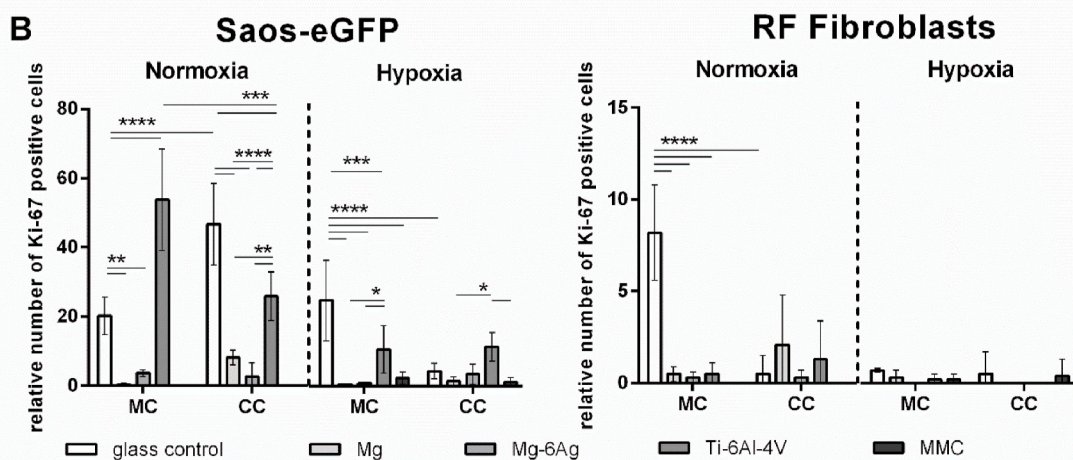 B
Saos-eGFP
Normoxia
Hypoxia
relative number of Ki-67 positive cells
80
60
40
20
0
****
***
**
****
**
***
****
*
*
MC
CC
MC
CC
RF Fibroblasts
Normoxia
Hypoxia
relative number of Ki-67 positive cells
15
10
5
0
****
MC
CC
MC
CC
glass control
Mg
Mg-6Ag
Ti-6Al-4V
MMC